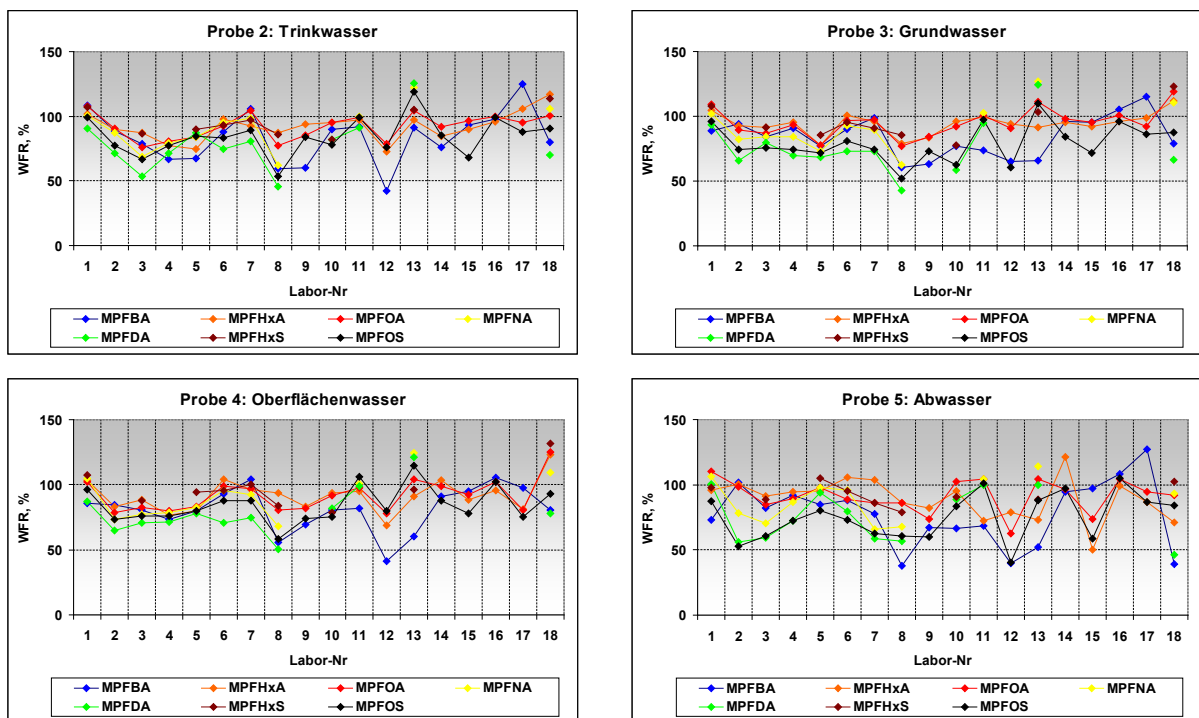 Probe 2: Trinkwasser
150
100
50
0
WFR, %
1 2 3 4 5 6 7 8 9 10 11 12 13 14 15 16 17 18
Labor-Nr
MPFBA MPFHxA MPFOA MPFNA
MPFDA MPFHxS MPFOS
Probe 3: Grundwasser
150
100
50
0
WFR, %
1 2 3 4 5 6 7 8 9 10 11 12 13 14 15 16 17 18
Labor-Nr
MPFBA MPFHxA MPFOA MPFNA
MPFDA MPFHxS MPFOS
Probe 4: Oberflächenwasser
150
100
50
0
WFR, %
1 2 3 4 5 6 7 8 9 10 11 12 13 14 15 16 17 18
Labor-Nr
MPFBA MPFHxA MPFOA MPFNA
MPFDA MPFHxS MPFOS
Probe 5: Abwasser
150
100
50
0
WFR, %
1 2 3 4 5 6 7 8 9 10 11 12 13 14 15 16 17 18
Labor-Nr
MPFBA MPFHxA MPFOA MPFNA
MPFDA MPFHxS MPFOS